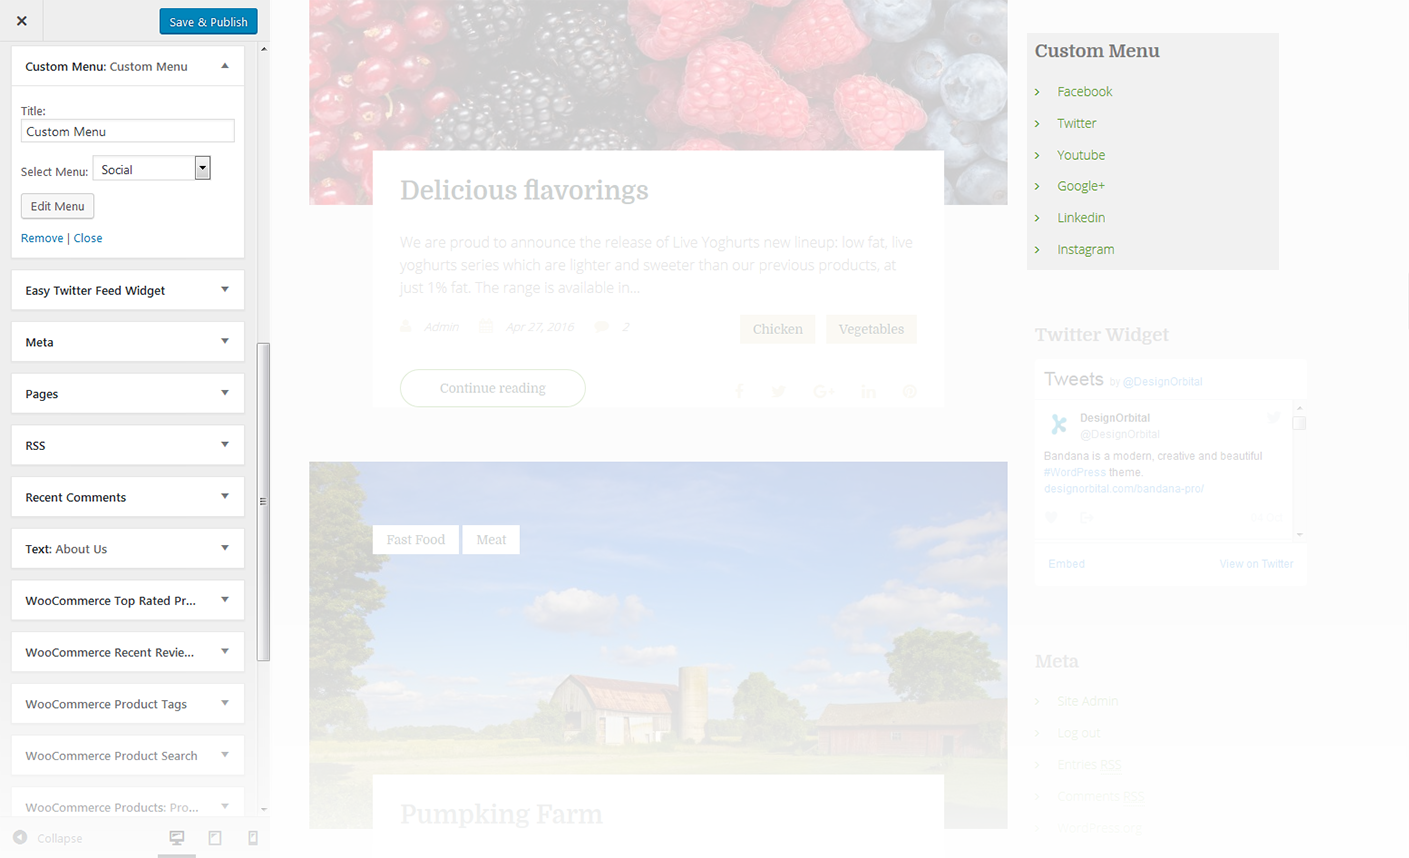 Save & Publish
Custom Menu: Custom Menu
Title:
Custom Menu
Select Menu: Social
Edit Menu
Remove | Close
Easy Twitter Feed Widget
Meta
Pages
RSS
Recent Comments
Text: About Us
WooCommerce Top Rated Pr...
WooCommerce Recent Revie...
WooCommerce Product Tags
WooCommerce Product Search
WooCommerce Products: Pro...
Collapse
Delicious flavorings
We are proud to announce the release of Live Yoghurts new lineup: low fat, live
yoghurts series which are lighter and sweeter than our previous products, at
just 1% fat. The range is available in...
Admin Apr 27, 2016 2
Chicken Vegetables
Continue reading
Fast Food Meat
Pumpking Farm
Custom Menu
Facebook
Twitter
Youtube
Google+
Linkedin
Instagram
Twitter Widget
Tweets by @DesignOrbital
DesignOrbital
@DesignOrbital
Bandana is a modern, creative and beautiful
#WordPress theme.
designorbital.com/bandana-pro/
Embed View on Twitter
Meta
Site Admin
Log out
Entries RSS
Comments RSS
WordPress.org